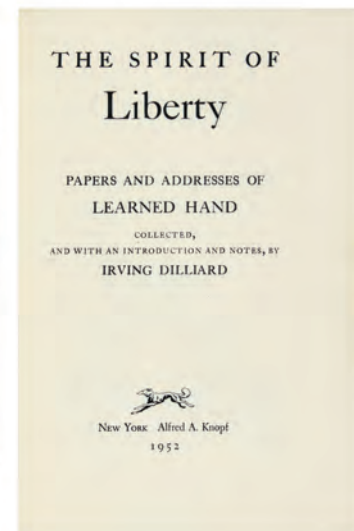 THE SPIRIT OF
Liberty
PAPERS AND ADDRESSES OF
LEARNED HAND
COLLECTED,
AND WITH AN INTRODUCTION AND NOTES, BY
IRVING DILLIARD
NEW YORK Alfred A. Knopf
1952